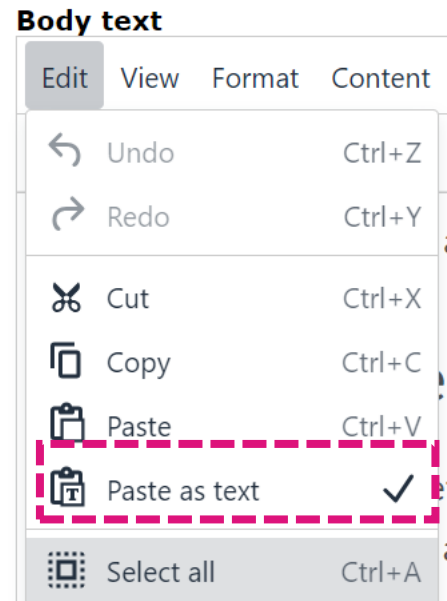 Body text
Edit View Format Content
Undo Ctrl+Z
Redo Ctrl+Y
Cut Ctrl+X
Copy Ctrl+C
Paste Ctrl+V
Paste as text
Select all Ctrl+A